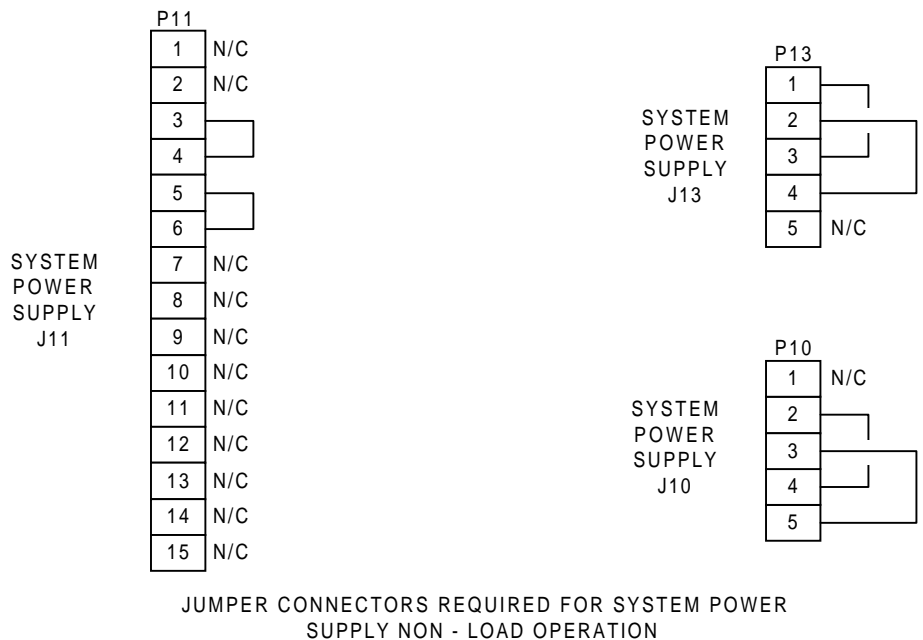 P11
1 N/C
2 N/C
3
4
5
6
7 N/C
8 N/C
9 N/C
10 N/C
11 N/C
12 N/C
13 N/C
14 N/C
15 N/C
SYSTEM
POWER
SUPPLY
J11
P13
1
2
3
4
5 N/C
SYSTEM
POWER
SUPPLY
J13
P10
1 N/C
2
3
4
5
SYSTEM
POWER
SUPPLY
J10
JUMPER CONNECTORS REQUIRED FOR SYSTEM POWER
SUPPLY NON - LOAD OPERATION